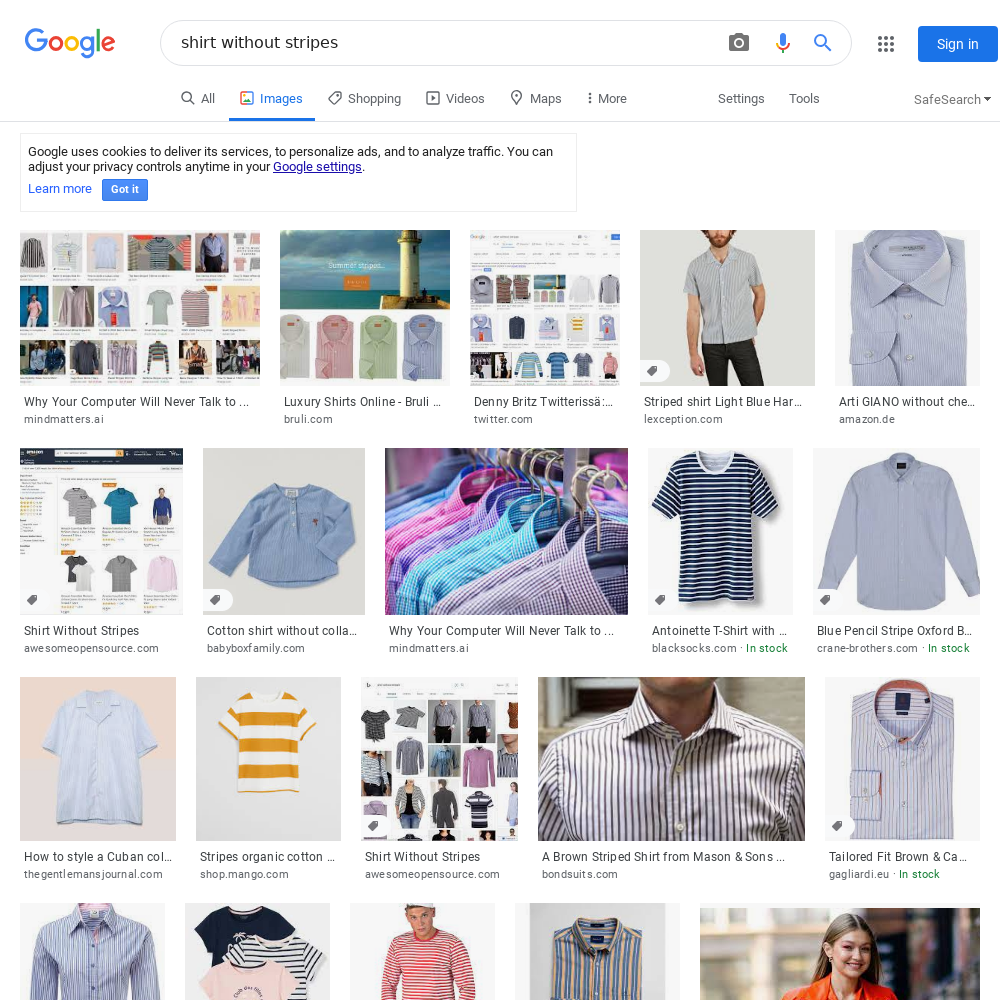 Google
shirt without stripes
Sign in
All
Images
Shopping
Videos
Maps
More
Settings
Tools
SafeSearch
Google uses cookies to deliver its services, to personalize ads, and to analyze traffic. You can
adjust your privacy controls anytime in your Google settings.
Learn more
Got it
Summer stripes..
Why Your Computer Will Never Talk to ...
mindmatters.ai
Luxury Shirts Online - Bruli ...
bruli.com
Denny Britz Twitterissä:...
twitter.com
Striped shirt Light Blue Har...
lexception.com
Arti GIANO without che...
amazon.de
Shirt Without Stripes
awesomeopensource.com
Cotton shirt without colla...
babyboxfamily.com
Why Your Computer Will Never Talk to ...
mindmatters.ai
Antoinette T-Shirt with ...
blacksocks.com · In stock
Blue Pencil Stripe Oxford B...
crane-brothers.com · In stock
How to style a Cuban col...
thegentlemansjournal.com
Stripes organic cotton ...
shop.mango.com
Shirt Without Stripes
awesomeopensource.com
A Brown Striped Shirt from Mason & Sons ...
bondsuits.com
Tailored Fit Brown & Ca...
gagliardi.eu · In stock